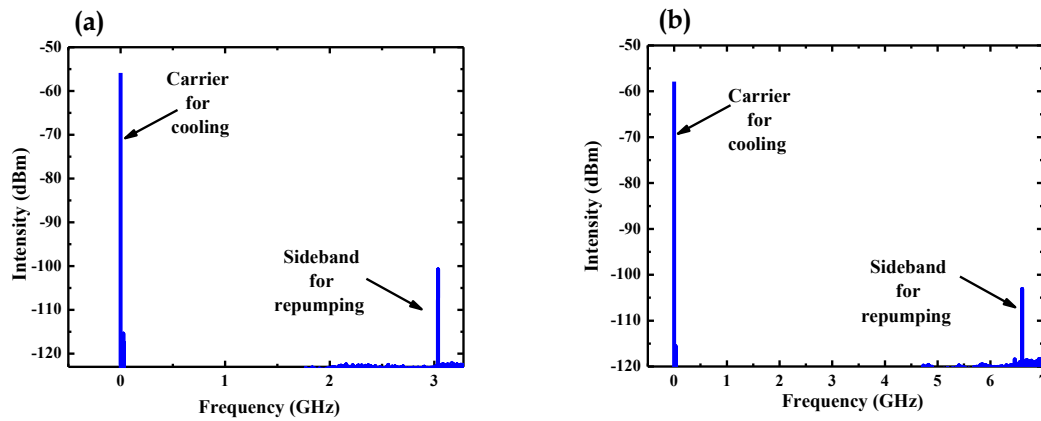 (a)
-50
-60
-70
-80
-90
-100
-110
-120
Intensity (dBm)
Carrier
for
cooling
Sideband
for
repumping
0
1
2
3
Frequency (GHz)
(b)
-50
-60
-70
-80
-90
-100
-110
-120
Intensity (dBm)
Carrier
for
cooling
Sideband
for
repumping
0
1
2
3
4
5
6
7
Frequency (GHz)